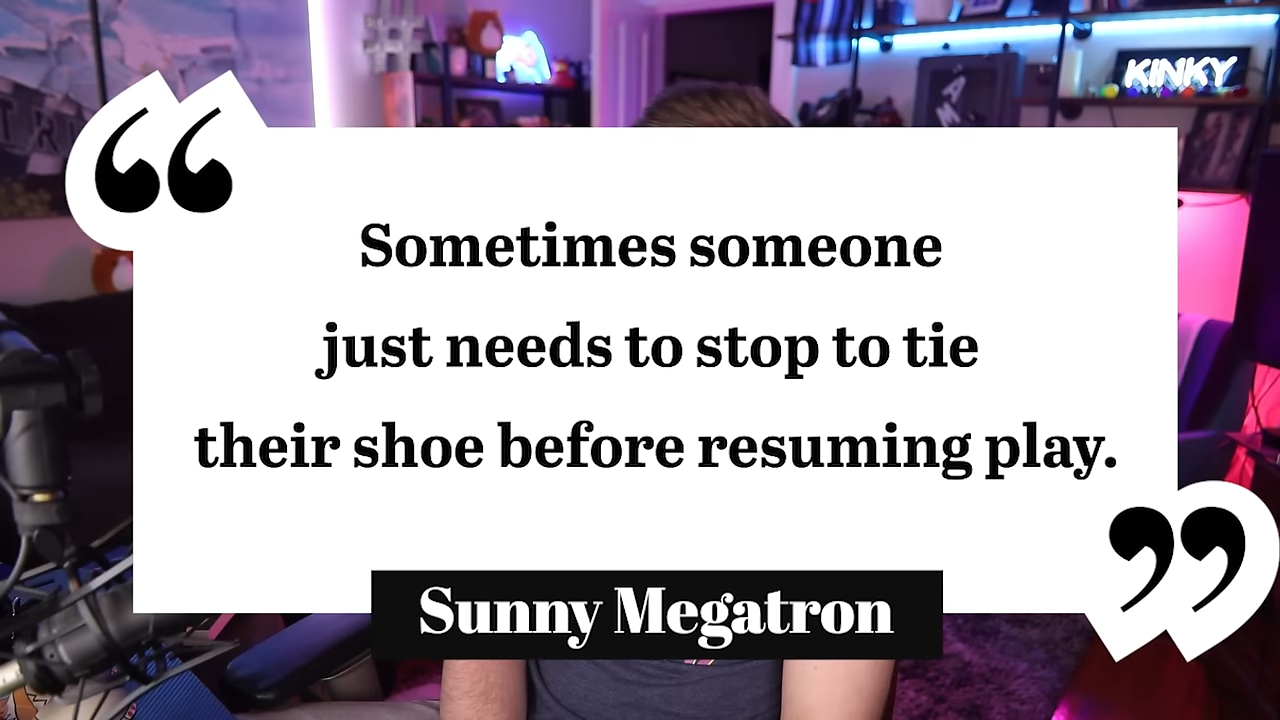 KINKY
“
Sometimes someone
just needs to stop to tie
their shoe before resuming play.
”
Sunny Megatron